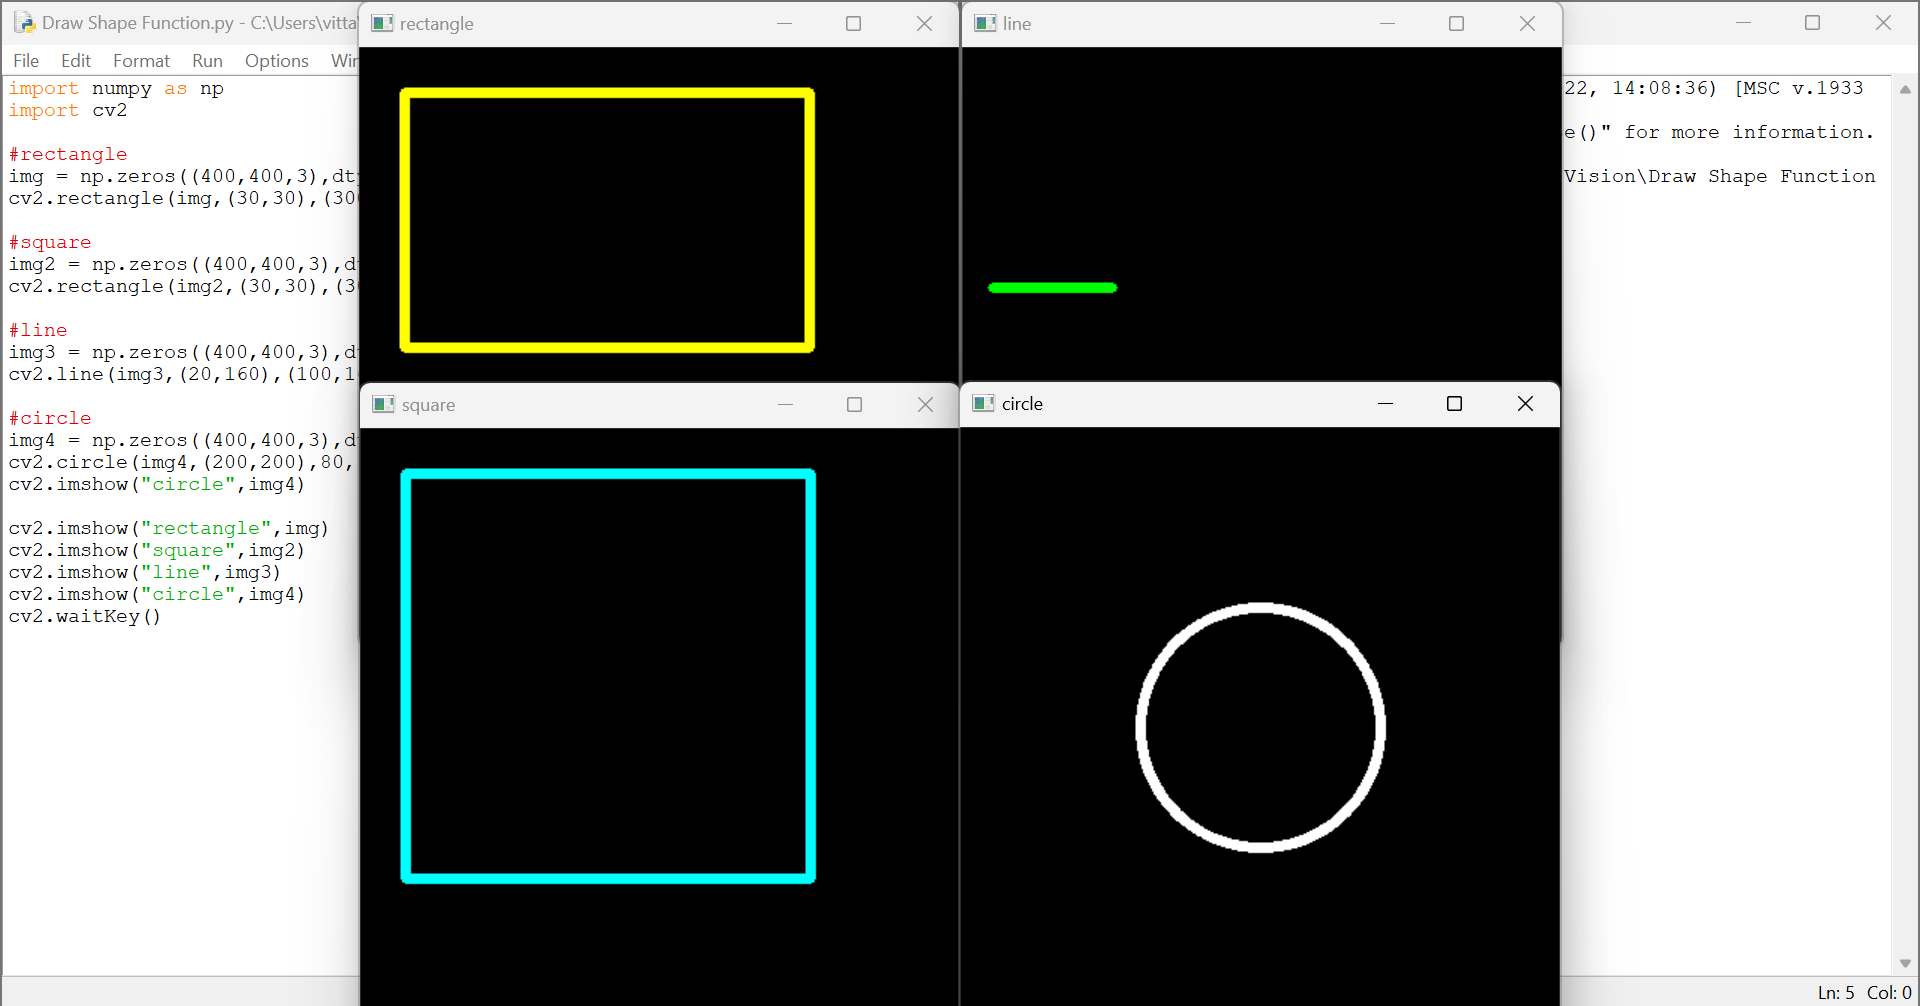 Draw Shape Function.py - C:\Users\vitta
File Edit Format Run Options
import numpy as np
import cv2
#rectangle
img = np.zeros((400,400,3),
cv2.rectangle(img,(30,30),
#square
img2 = np.zeros((400,400,3),
cv2.rectangle(img2,(30,30),
#line
img3 = np.zeros((400,400,3),
cv2.line(img3,(20,160),(100,
#circle
img4 = np.zeros((400,400,3),
cv2.circle(img4,(200,200),80,
cv2.imshow("circle",img4)
cv2.imshow("rectangle",img)
cv2.imshow("square",img2)
cv2.imshow("line",img3)
cv2.imshow("circle",img4)
cv2.waitKey()
rectangle
line
square
circle
22, 14:08:36) [MSC v.1933
e()" for more information.
Vision\Draw Shape Function
Ln: 5 Col: 0